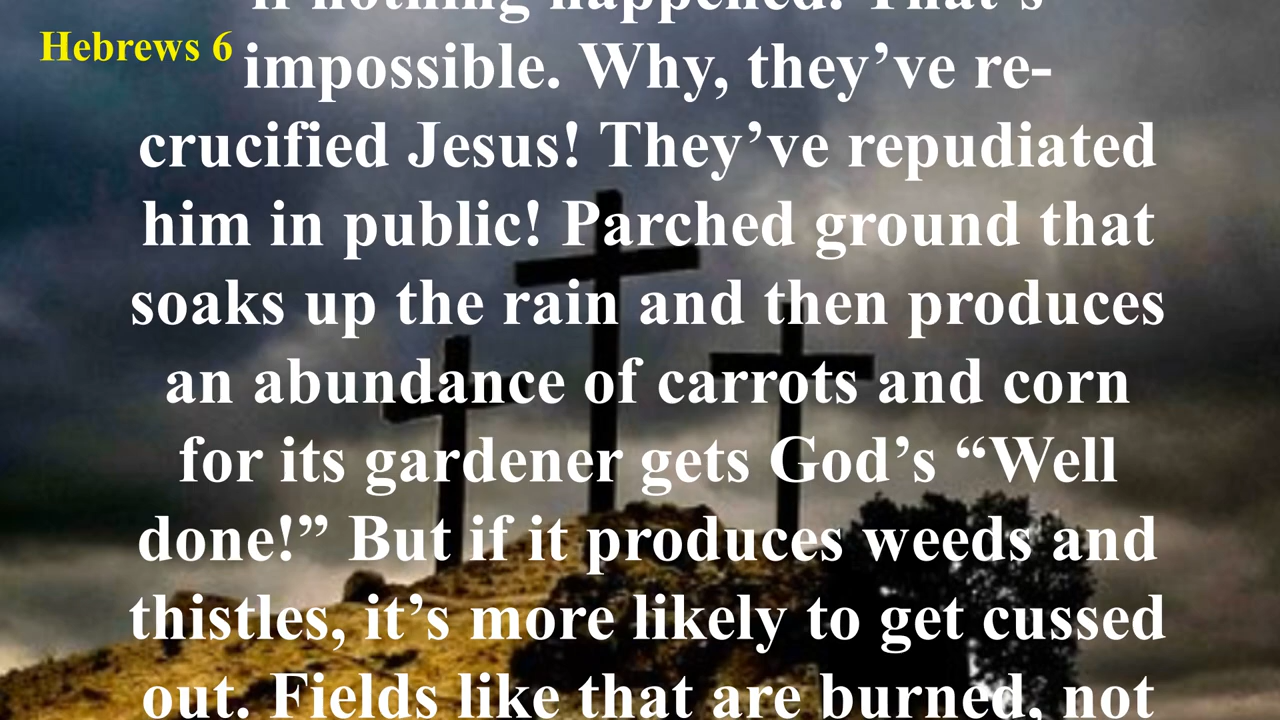 if nothing happened. That's
Hebrews 6
impossible. Why, they’ve re-
crucified Jesus! They’ve repudiated
him in public! Parched ground that
soaks up the rain and then produces
an abundance of carrots and corn
for its gardener gets God’s “Well
done!” But if it produces weeds and
thistles, it’s more likely to get cussed
out. Fields like that are burned, not